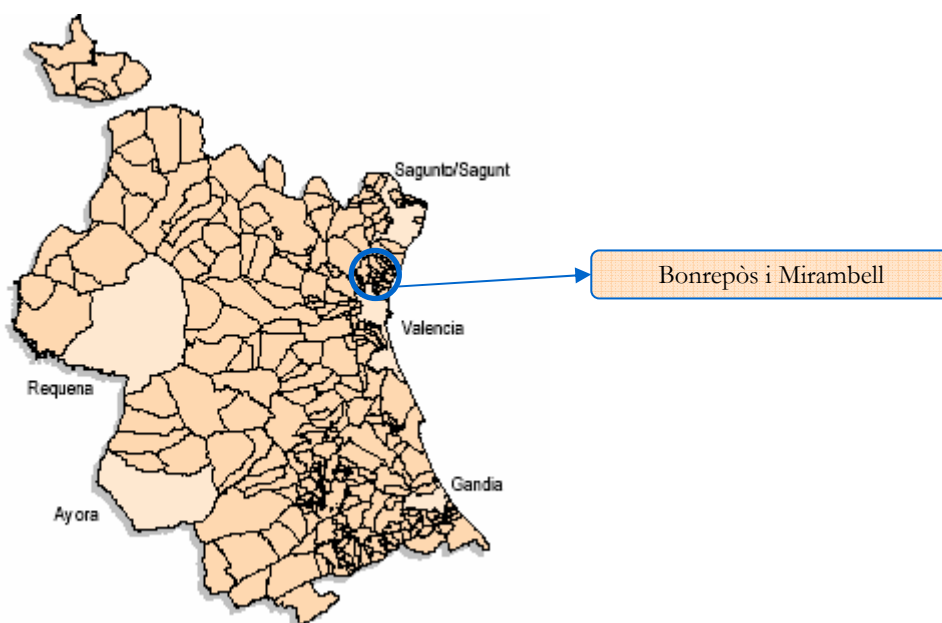 Sagunto/Sagunt
Bonrepòs i Mirambell
Valencia
Requena
Gandia
Ayora